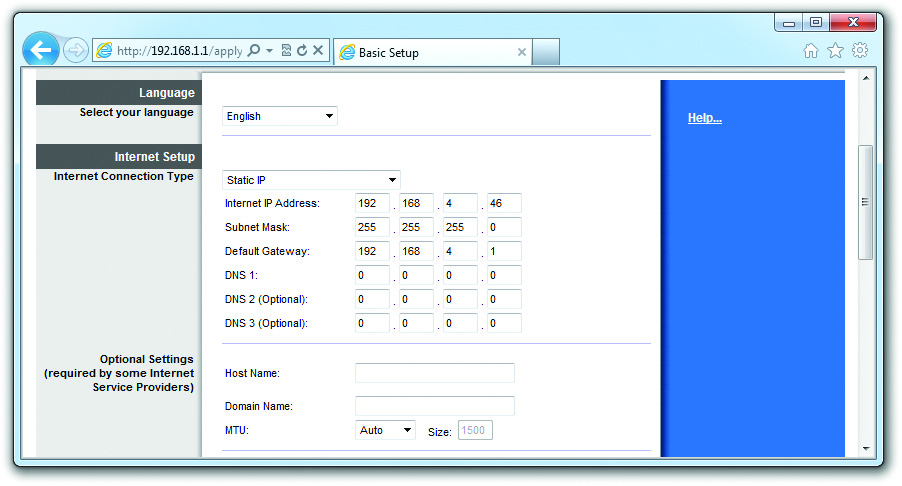 http://192.168.1.1/apply
Basic Setup
Language
Select your language
English
Help...
Internet Setup
Internet Connection Type
Static IP
Internet IP Address: 192 . 168 . 4 . 46
Subnet Mask: 255 . 255 . 255 . 0
Default Gateway: 192 . 168 . 4 . 1
DNS 1: 0 . 0 . 0 . 0
DNS 2 (Optional): 0 . 0 . 0 . 0
DNS 3 (Optional): 0 . 0 . 0 . 0
Optional Settings
(required by some Internet
Service Providers)
Host Name:
Domain Name:
MTU: Auto Size: 1500